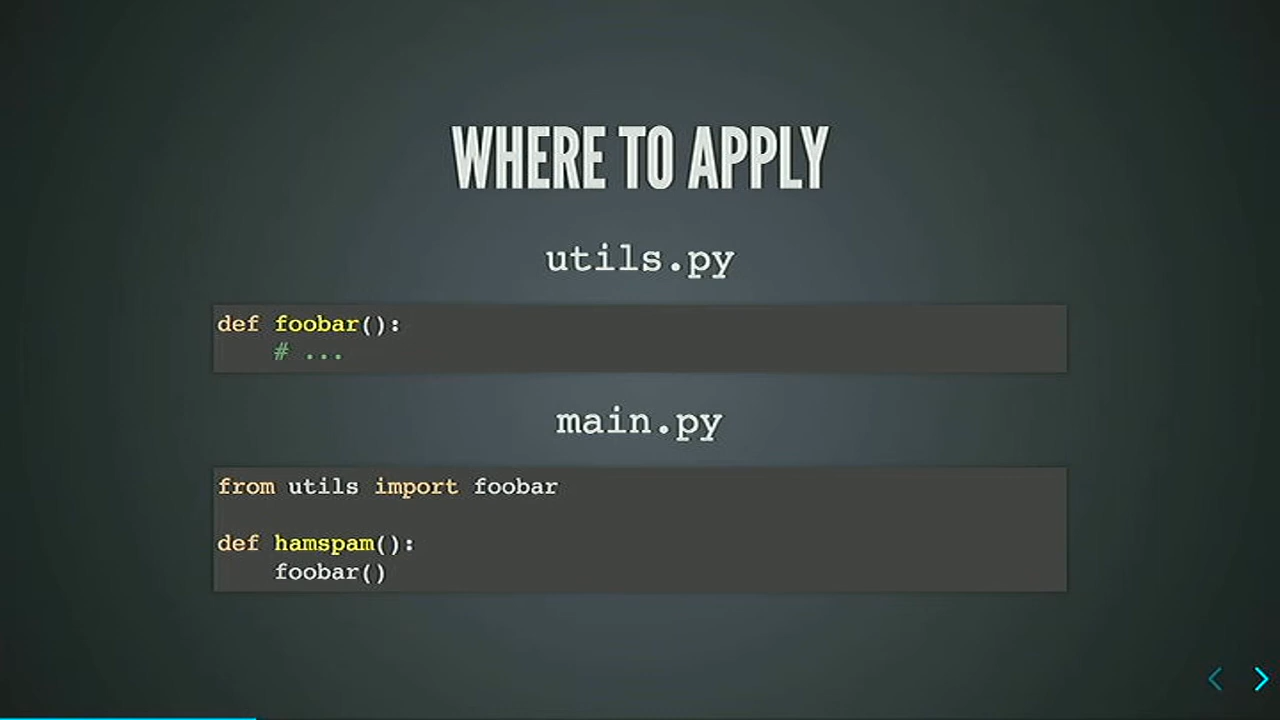 WHERE TO APPLY
utils.py
def foobar():
    # ...
main.py
from utils import foobar
def hamspam():
    foobar()